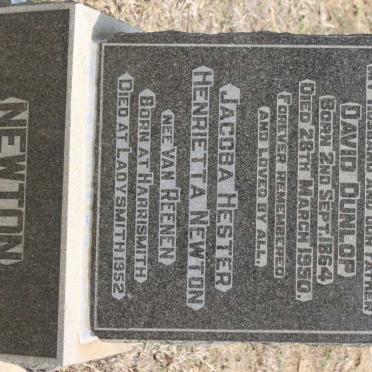 HUSBAND AND OUR FATHER
DAVID DUNLOP
BORN 2ND SEPT. 1864
DIED 28TH MARCH 1950.
FOREVER REMEMBERED
AND LOVED BY ALL.
JACOBA HESTER
HENRIETTA NEWTON
NEE VAN REENEN
BORN AT HARRISMITH
DIED AT LADYSMITH 1952
NEWTON